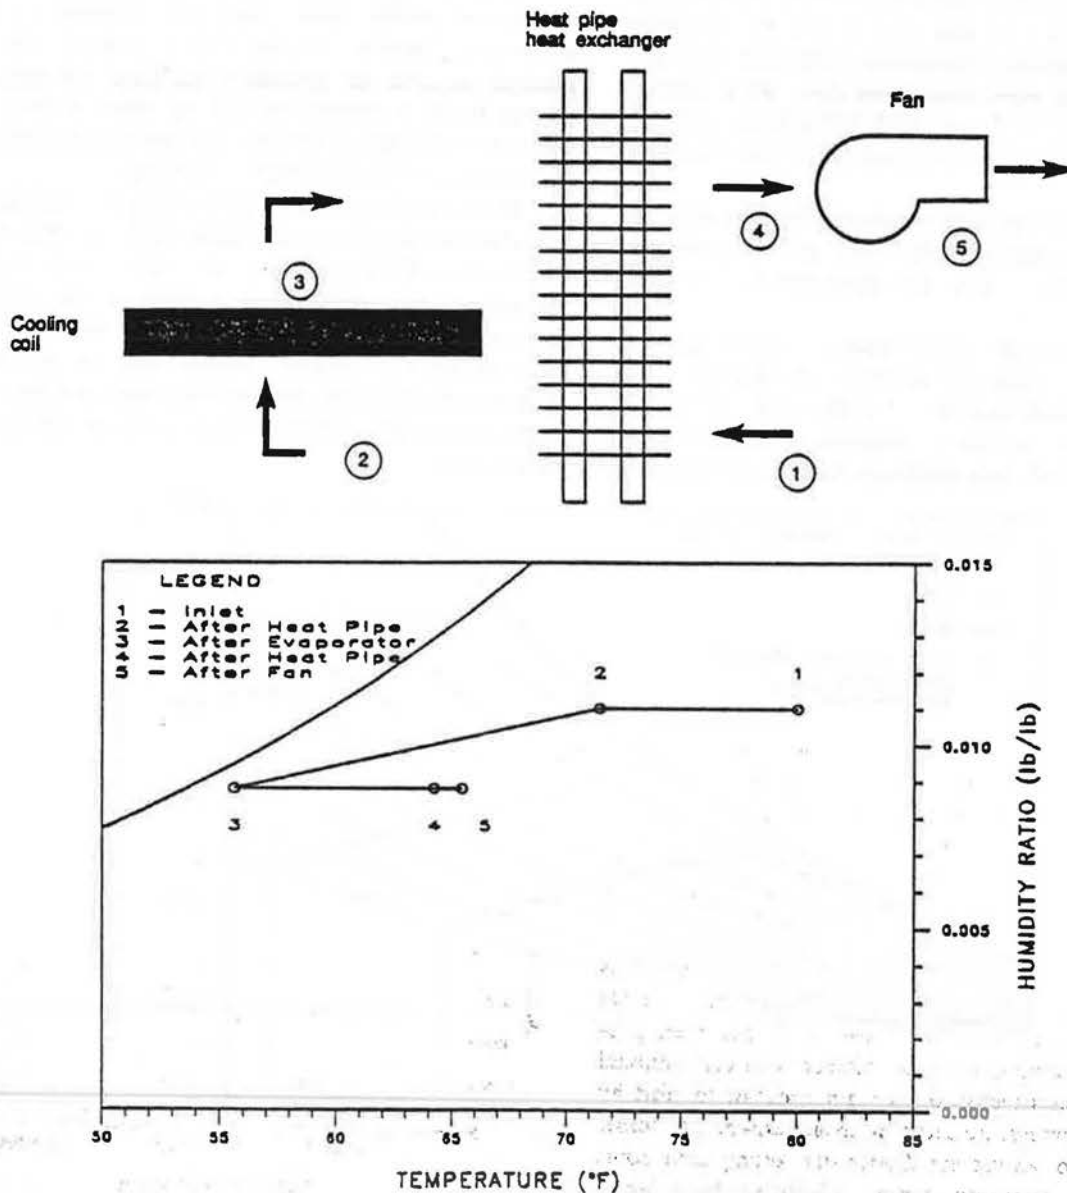 Heat pipe
heat exchanger
Fan
4
5
3
Cooling
coil
2
1
LEGEND
1 — Inlet
2 — After Heat Pipe
3 — After Evaporator
4 — After Heat Pipe
5 — After Fan
2
1
3
4
5
0.015
0.010
0.005
0.000
HUMIDITY RATIO (lb/lb)
50
55
60
65
70
75
80
85
TEMPERATURE (°F)